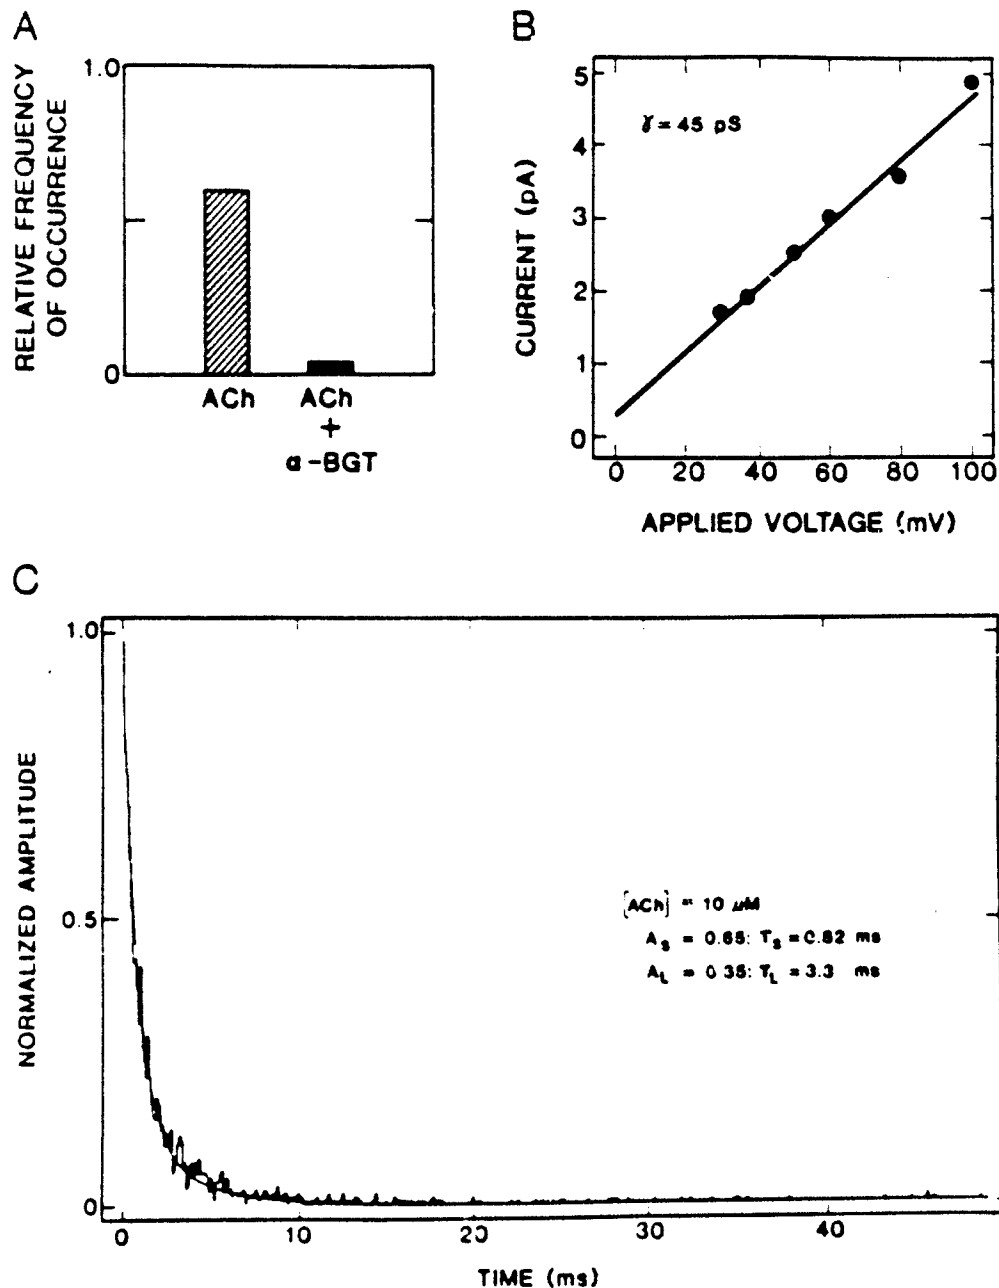 A
RELATIVE FREQUENCY
OF OCCURRENCE
1.0
0
ACh
ACh
+
α-BGT
B
CURRENT (pA)
5
4
3
2
1
0
γ = 45 pS
0 20 40 60 80 100
APPLIED VOLTAGE (mV)
C
NORMALIZED AMPLITUDE
1.0
0.5
0
[ACh] = 10 μM
A_S = 0.65: T_S = 0.82 ms
A_L = 0.35: T_L = 3.3 ms
0 10 20 30 40
TIME (ms)